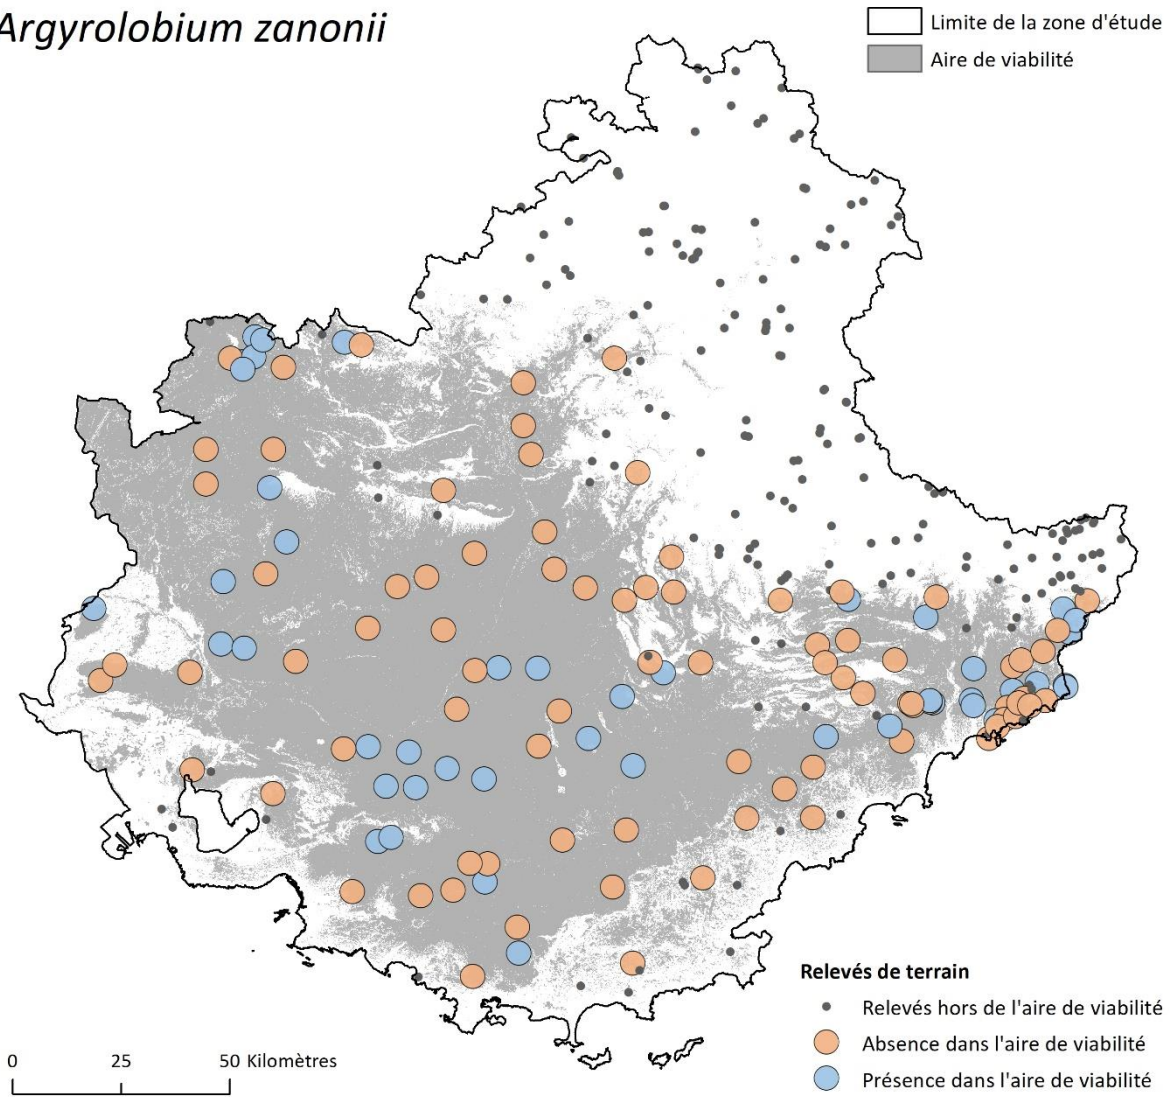 Argyrolobium zanonii
Limite de la zone d'étude
Aire de viabilité
Relevés de terrain
Relevés hors de l'aire de viabilité
Absence dans l'aire de viabilité
Présence dans l'aire de viabilité
0 25 50 Kilomètres